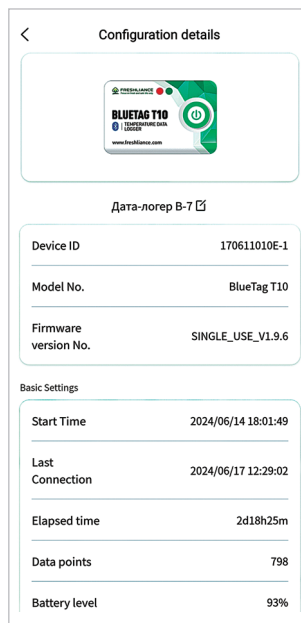 Configuration details
FRESHLIANCE
BLUETAG T10
TEMPERATURE DATA
LOGGER
www.freshliance.com
Дата-логер B-7
Device ID 170611010E-1
Model No. BlueTag T10
Firmware
version No. SINGLE_USE_V1.9.6
Basic Settings
Start Time 2024/06/14 18:01:49
Last
Connection 2024/06/17 12:29:02
Elapsed time 2d18h25m
Data points 798
Battery level 93%